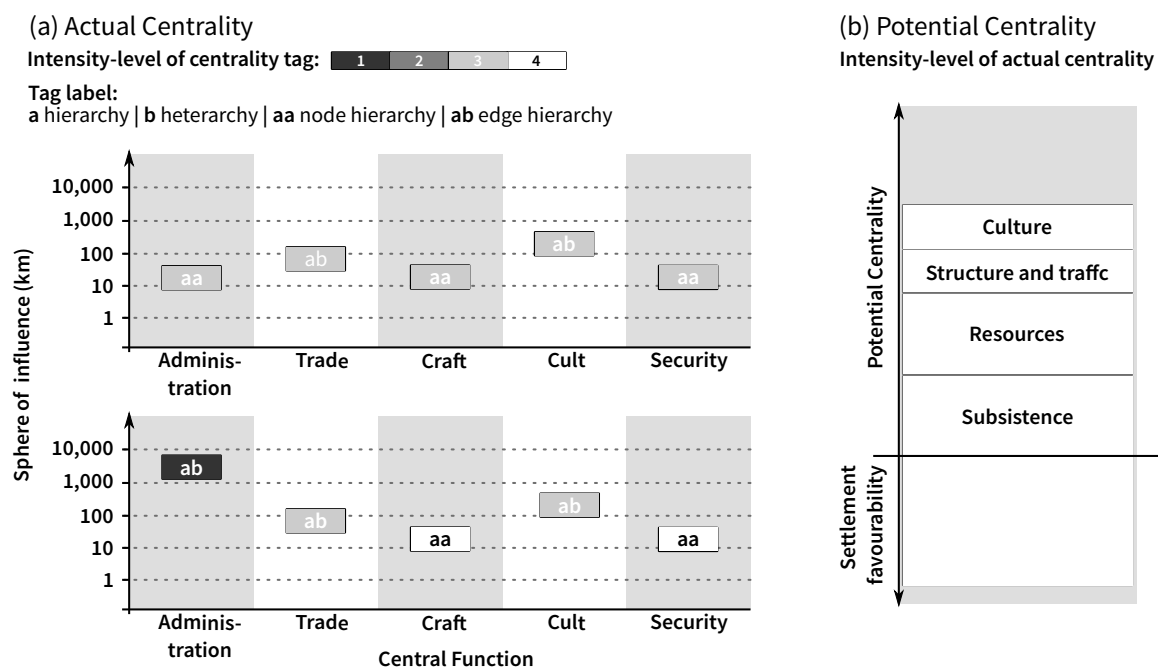 (a) Actual Centrality
Intensity-level of centrality tag: 1 2 3 4
Tag label:
a hierarchy | b heterarchy | aa node hierarchy | ab edge hierarchy
Sphere of influence (km)
10,000
1,000
100
10
1
aa
ab
aa
ab
aa
Adminis-
tration
Trade
Craft
Cult
Security
10,000
1,000
100
10
1
ab
ab
aa
ab
aa
Adminis-
tration
Trade
Craft
Cult
Security
Central Function
(b) Potential Centrality
Intensity-level of actual centrality
Potential Centrality
Culture
Structure and traffc
Resources
Subsistence
Settlement
favourability